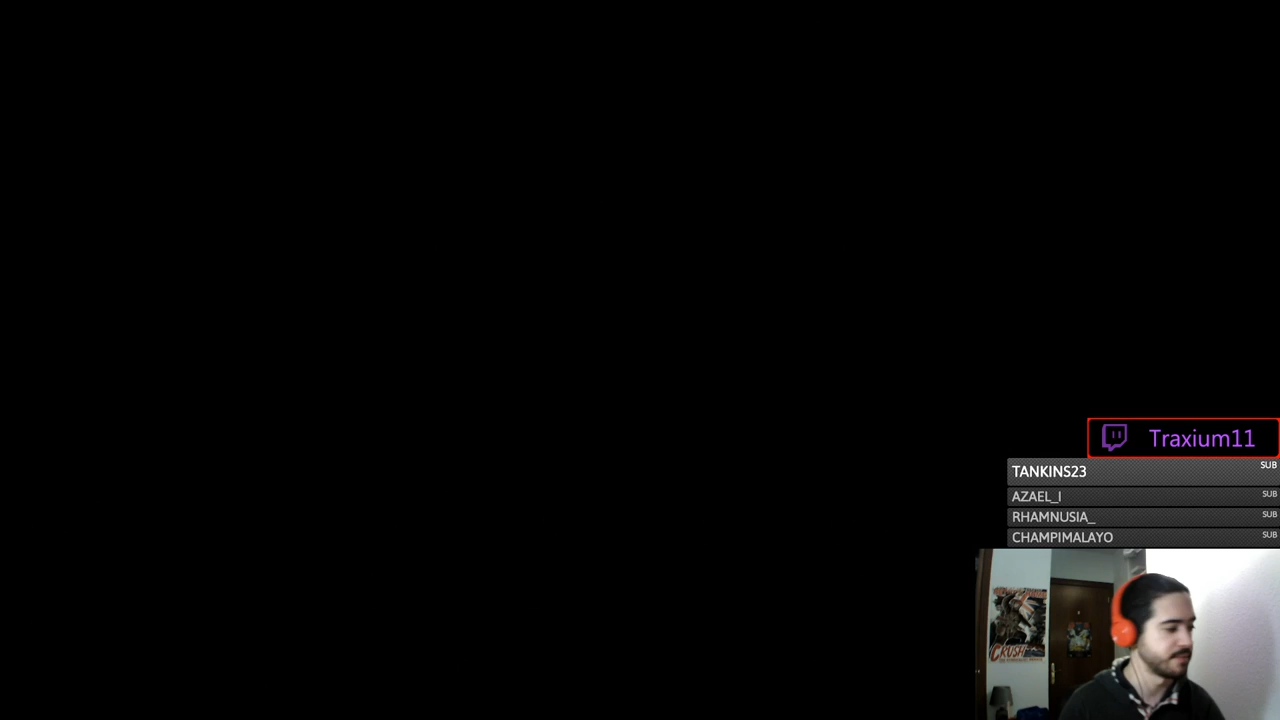 Traxium11
TANKINS23 SUB
AZAEL_I SUB
RHAMNUSIA_ SUB
CHAMPIMALAYO SUB
CRUSH